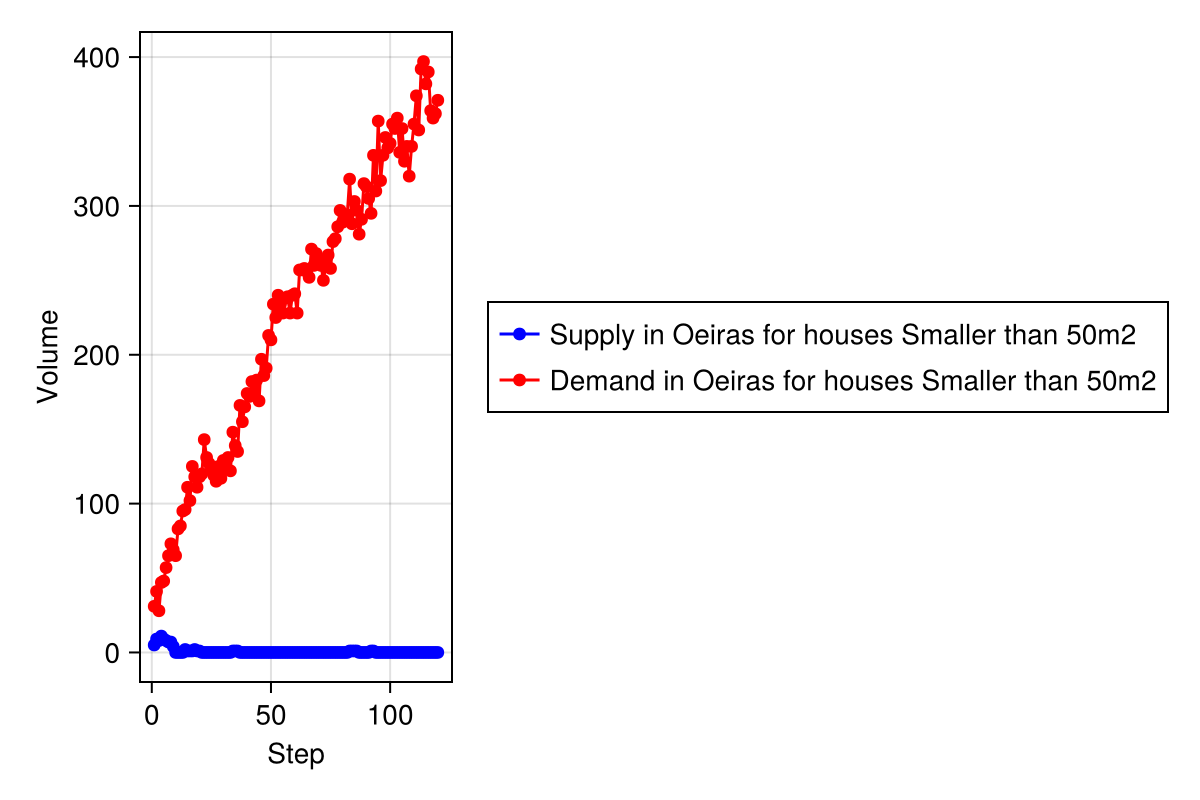 400
300
200
100
0
Volume
0 50 100
Step
Supply in Oeiras for houses Smaller than 50m2
Demand in Oeiras for houses Smaller than 50m2